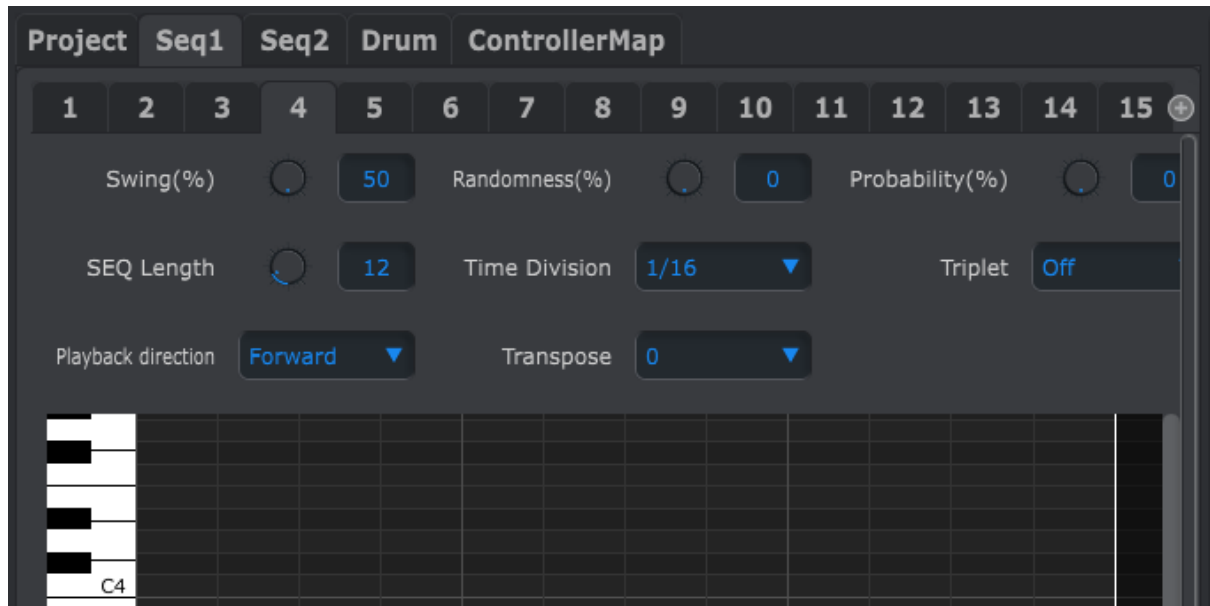 Project Seq1 Seq2 Drum ControllerMap
1 2 3 4 5 6 7 8 9 10 11 12 13 14 15
Swing(%) 50 Randomness(%) 0 Probability(%) 0
SEQ Length 12 Time Division 1/16 Triplet Off
Playback direction Forward Transpose 0
C4